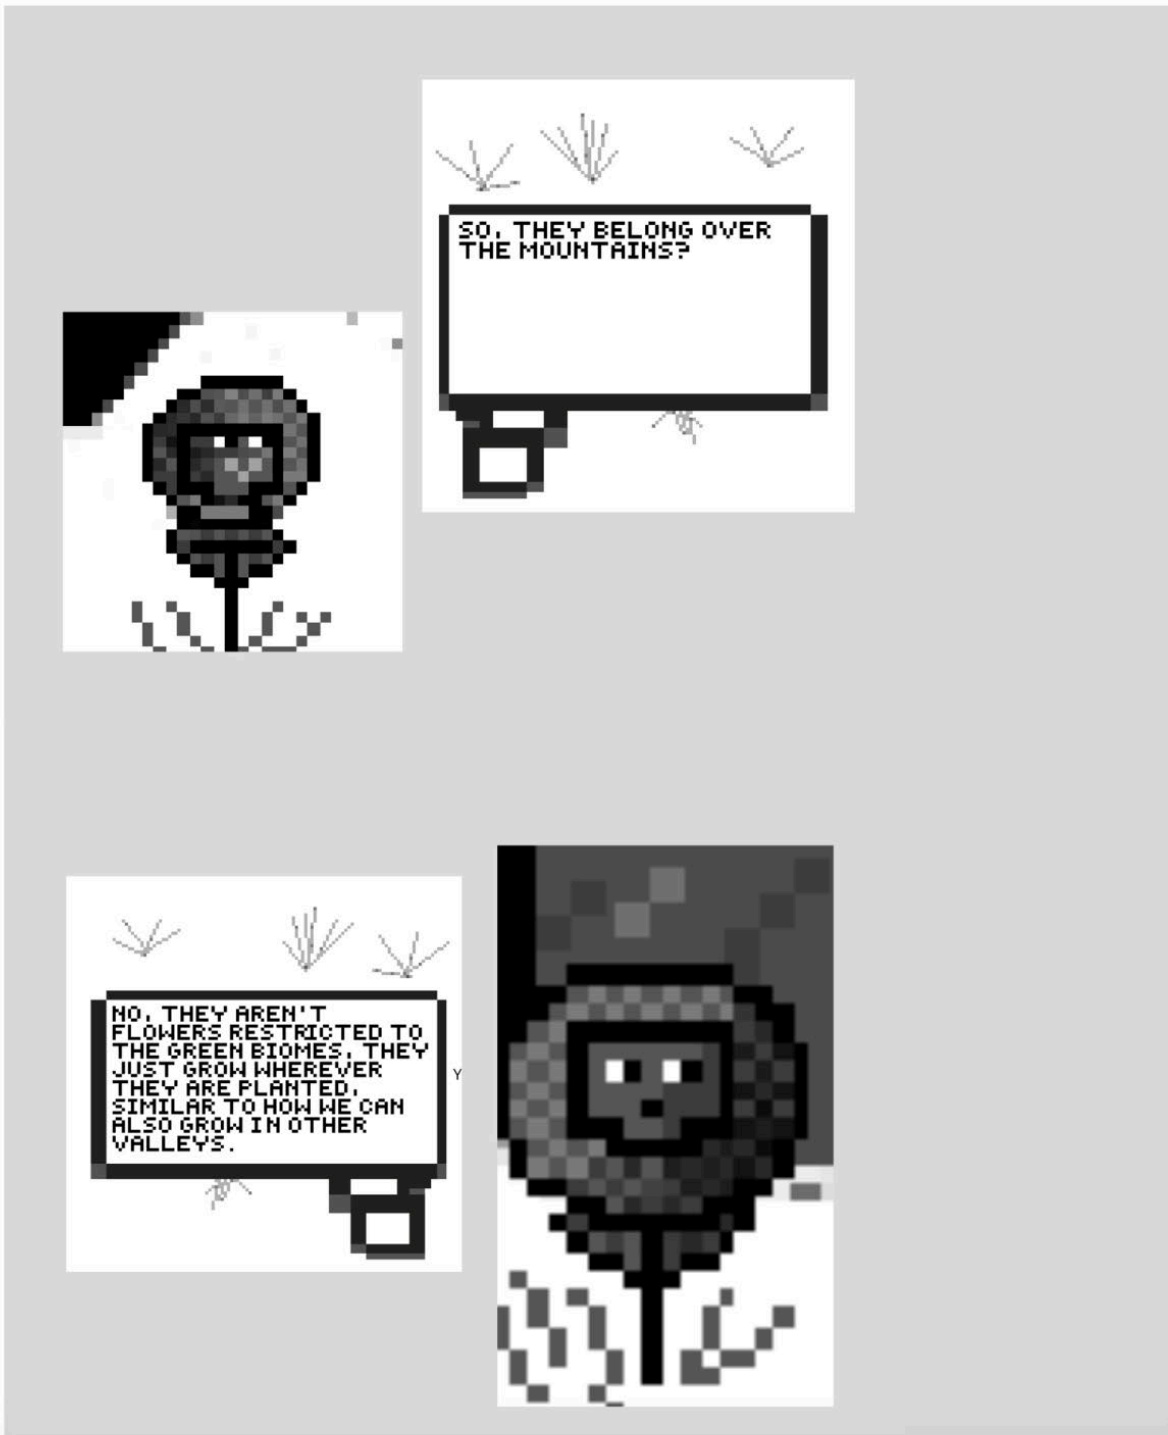 SO, THEY BELONG OVER
THE MOUNTAINS?
NO, THEY AREN'T
FLOWERS RESTRICTED TO
THE GREEN BIOMES, THEY
JUST GROW WHEREVER
THEY ARE PLANTED,
SIMILAR TO HOW WE CAN
ALSO GROW IN OTHER
VALLEYS.
Y